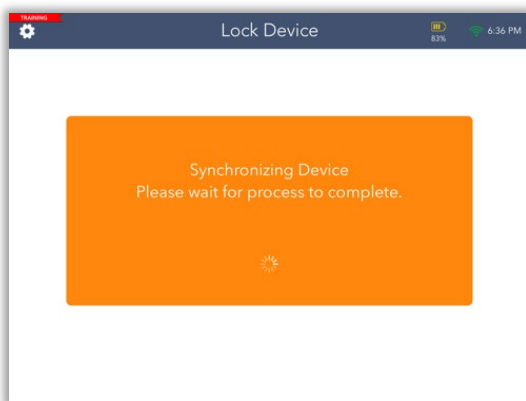 TRAINING
Lock Device
83%
6:36 PM
Synchronizing Device
Please wait for process to complete.